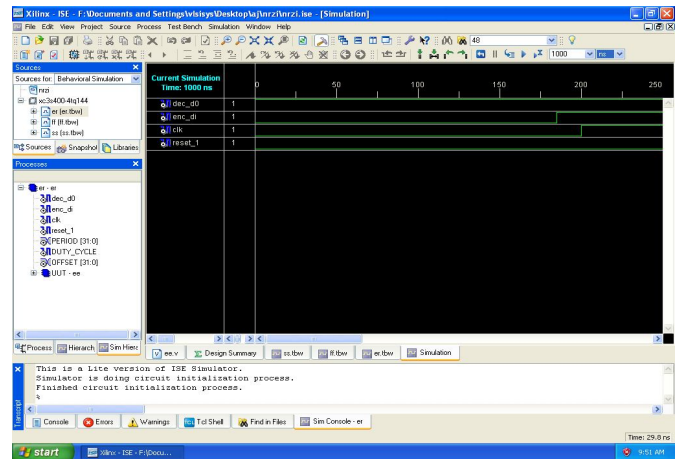 Xilinx - ISE - F:\Documents and Settings\vlsisys\Desktop\aj\nrzi\nrzi.ise - [Simulation]
File Edit View Project Source Process Test Bench Simulation Window Help
48
1000 ns
Sources
Sources for: Behavioral Simulation
nrzi
xc3s400-4tq144
er (er.tbw)
ff (ff.tbw)
ss (ss.tbw)
Sources Snapshot Libraries
Processes
er - er
dec_d0
enc_di
clk
reset_1
PERIOD [31:0]
DUTY_CYCLE
OFFSET [31:0]
UUT - ee
Process Hierarch Sim Hiera
Current Simulation
Time: 1000 ns
0 50 100 150 200 250
dec_d0 1
enc_di 1
clk 1
reset_1 1
ee.v Design Summary ss.tbw ff.tbw er.tbw Simulation
This is a Lite version of ISE Simulator.
Simulator is doing circuit initialization process.
Finished circuit initialization process.
%
Transcript
Console Errors Warnings Tcl Shell Find in Files Sim Console - er
Time: 29.8 ns
start Xilinx - ISE - F:\Docu... 9:51 AM